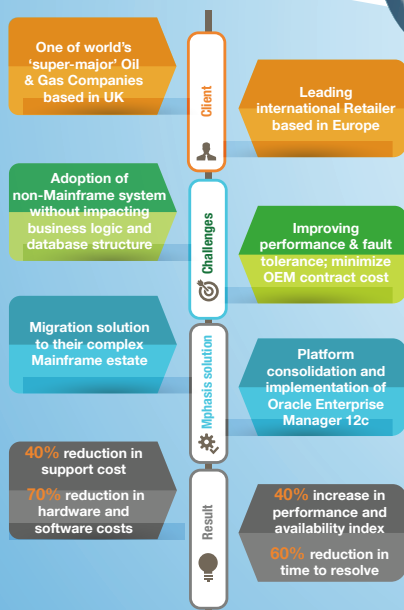 One of world's
'super-major' Oil
& Gas Companies
based in UK
Client
Leading
international Retailer
based in Europe
Adoption of
non-Mainframe system
without impacting
business logic and
database structure
Challenges
Improving
performance & fault
tolerance; minimize
OEM contract cost
Migration solution
to their complex
Mainframe estate
Mphasis solution
Platform
consolidation and
implementation of
Oracle Enterprise
Manager 12c
40% reduction in
support cost
70% reduction in
hardware and
software costs
Result
40% increase in
performance and
availability index
60% reduction in
time to resolve